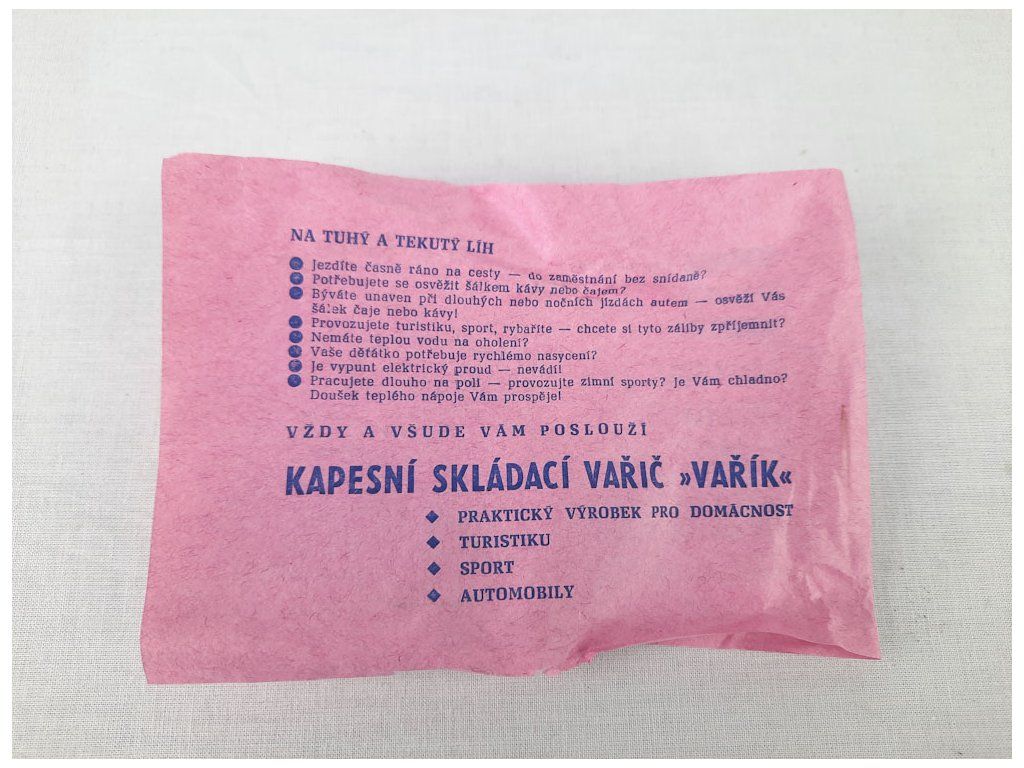 NA TUHÝ A TEKUTÝ LÍH
Jezdíte časně ráno na cesty — do zaměstnání bez snídaně?
Potřebujete se osvěžit šálkem kávy nebo čajem?
Býváte unaven při dlouhých nebo nočních jízdách autem — osvěží Vás
šálek čaje nebo kávy!
Provozujete turistiku, sport, rybaříte — chcete si tyto záliby zpříjemnit?
Nemáte teplou vodu na oholení?
Vaše děťátko potřebuje rychlémo nasycení?
Je vypunt elektrický proud — nevádí!
Pracujete dlouho na poli — provozujte zimní sporty? Je Vám chladno?
Doušek teplého nápoje Vám prospěje!
VŽDY A VŠUDE VÁM POSLOUŽÍ
KAPESNÍ SKLÁDACÍ VAŘIČ »VAŘÍK«
◆ PRAKTICKÝ VÝROBEK PRO DOMÁCNOST
◆ TURISTIKU
◆ SPORT
◆ AUTOMOBILY